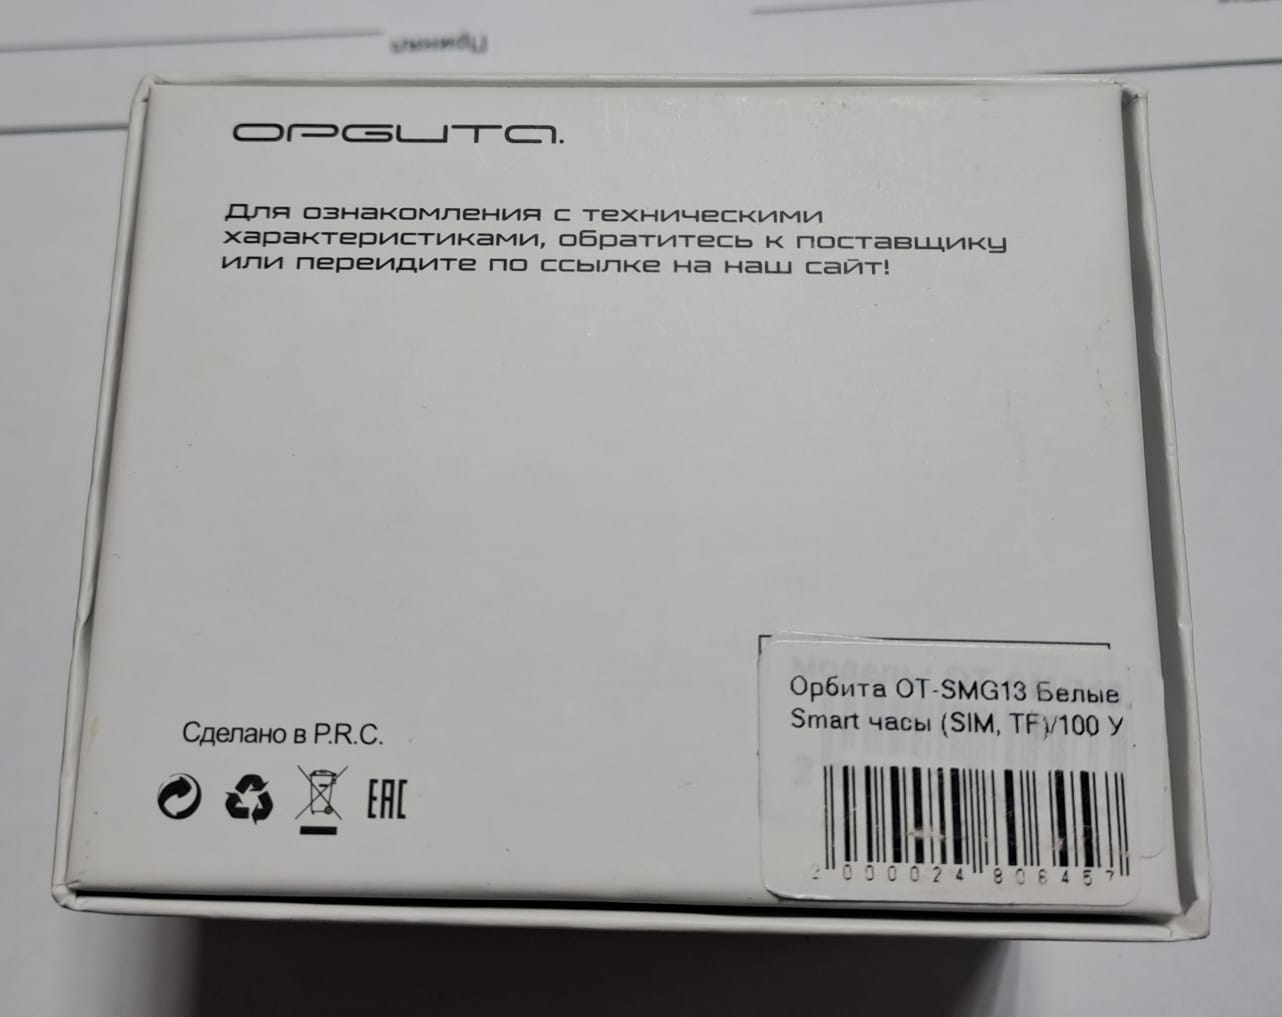 Принял
ОРБИТА.
Для ознакомления с техническими
характеристиками, обратитесь к поставщику
или переидите по ссылке на наш сайт!
Сделано в P.R.C.
EAC
Орбита OT-SMG13 Белые
Smart часы (SIM, TF)/100 У
2 000024 806457